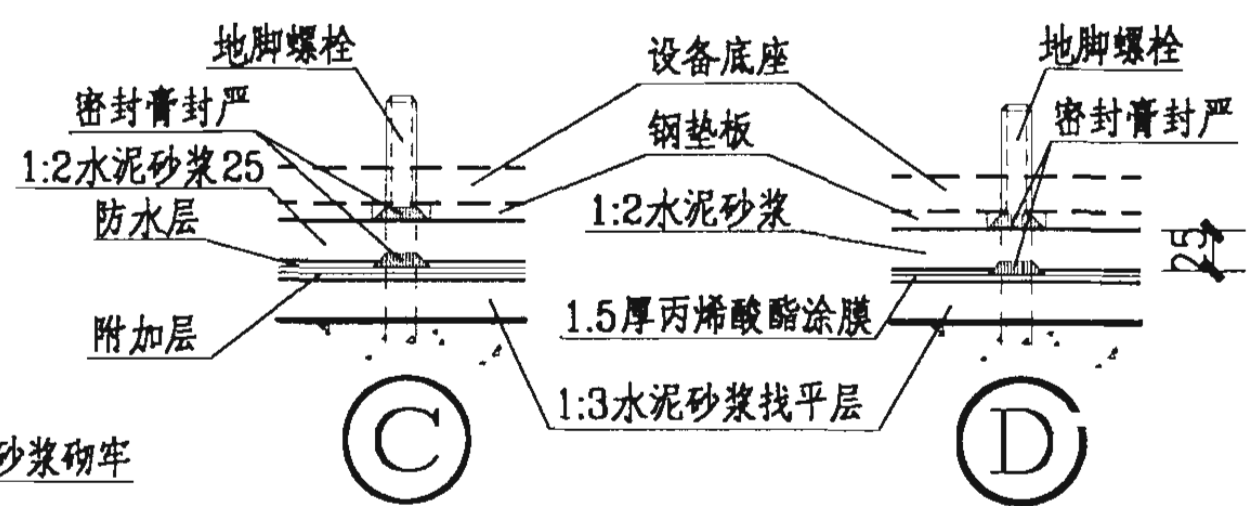 地脚螺栓
设备底座
地脚螺栓
密封膏封严
钢垫板
密封膏封严
1:2水泥砂浆25
1:2水泥砂浆
防水层
25
1.5厚丙烯酸酯涂膜
附加层
1:3水泥砂浆找平层
C
D
砂浆砌牢